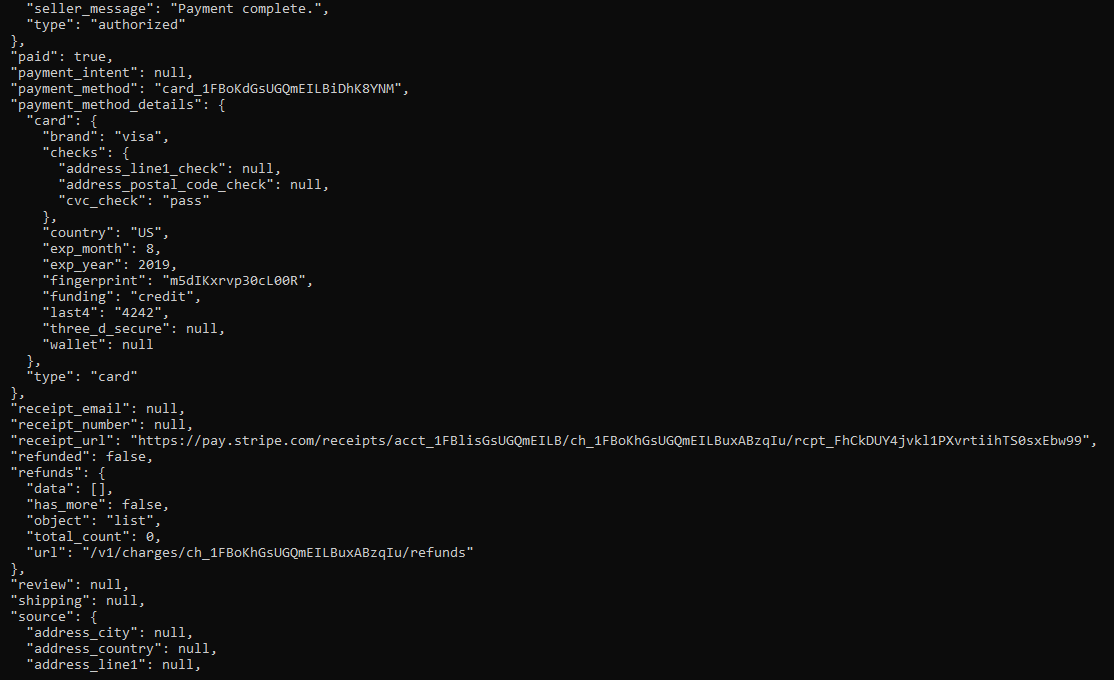 "seller_message": "Payment complete.",
"type": "authorized"
},
"paid": true,
"payment_intent": null,
"payment_method": "card_1FBoKdGsUGQmEILBiDhK8YNM",
"payment_method_details": {
"card": {
"brand": "visa",
"checks": {
"address_line1_check": null,
"address_postal_code_check": null,
"cvc_check": "pass"
},
"country": "US",
"exp_month": 8,
"exp_year": 2019,
"fingerprint": "m5dIKxrvp30cL00R",
"funding": "credit",
"last4": "4242",
"three_d_secure": null,
"wallet": null
},
"type": "card"
},
"receipt_email": null,
"receipt_number": null,
"receipt_url": "https://pay.stripe.com/receipts/acct_1FBlisGsUGQmEILB/ch_1FBoKhGsUGQmEILBuxABzqIu/rcpt_FhCkDUY4jvkl1PXvrtiihTS0sxEbw99",
"refunded": false,
"refunds": {
"data": [],
"has_more": false,
"object": "list",
"total_count": 0,
"url": "/v1/charges/ch_1FBoKhGsUGQmEILBuxABzqIu/refunds"
},
"review": null,
"shipping": null,
"source": {
"address_city": null,
"address_country": null,
"address_line1": null,